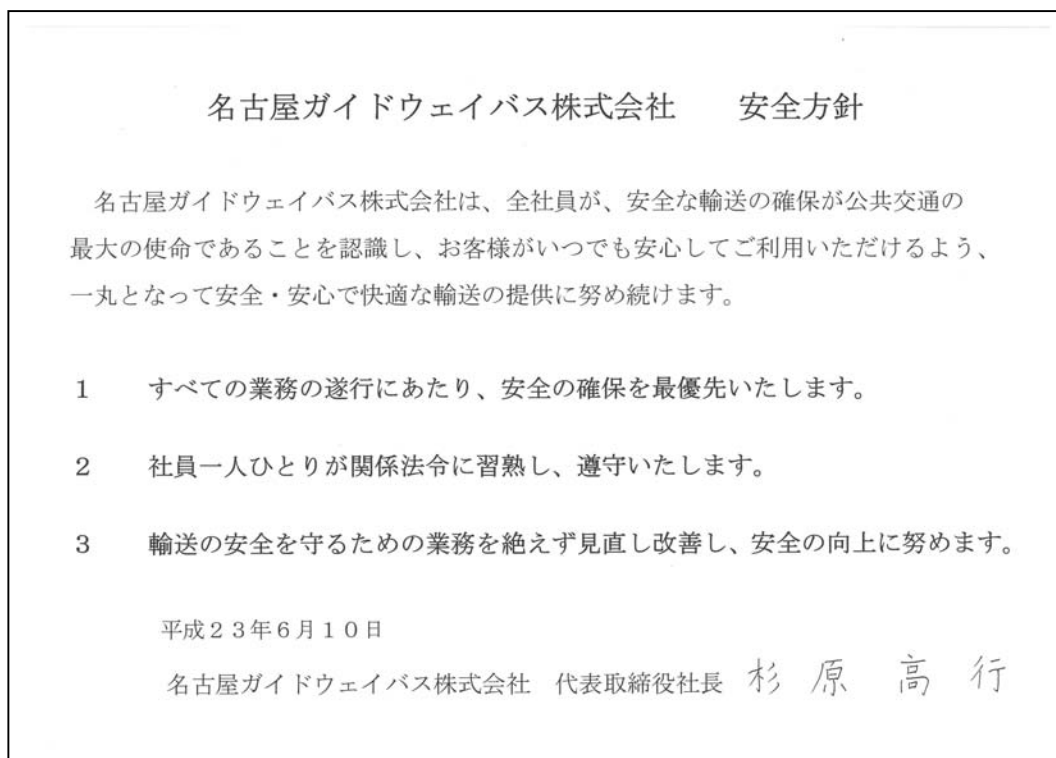 名古屋ガイドウェイバス株式会社　　安全方針
名古屋ガイドウェイバス株式会社は、全社員が、安全な輸送の確保が公共交通の
最大の使命であることを認識し、お客様がいつでも安心してご利用いただけるよう、
一丸となって安全・安心で快適な輸送の提供に努め続けます。
1　すべての業務の遂行にあたり、安全の確保を最優先いたします。
2　社員一人ひとりが関係法令に習熟し、遵守いたします。
3　輸送の安全を守るための業務を絶えず見直し改善し、安全の向上に努めます。
平成２３年６月１０日
名古屋ガイドウェイバス株式会社　代表取締役社長　杉原高行